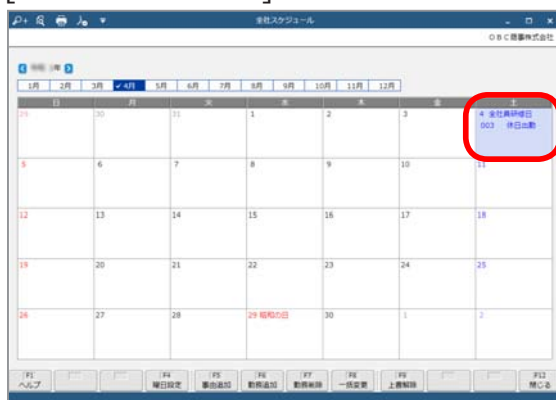 全社スケジュール
OBC商事株式会社
1月 2月 3月 ✔4月 5月 6月 7月 8月 9月 10月 11月 12月
日 月 火 水 木 金 土
29 30 31 1 2 3 4 全社員研修日
003 休日出勤
5 6 7 8 9 10 11
12 13 14 15 16 17 18
19 20 21 22 23 24 25
26 27 28 29 昭和の日 30 1 2
F1 F4 F5 F6 F7 F8 F9 F12
ヘルプ 曜日設定 事由追加 勤務追加 勤務削除 一括変更 上書解除 閉じる